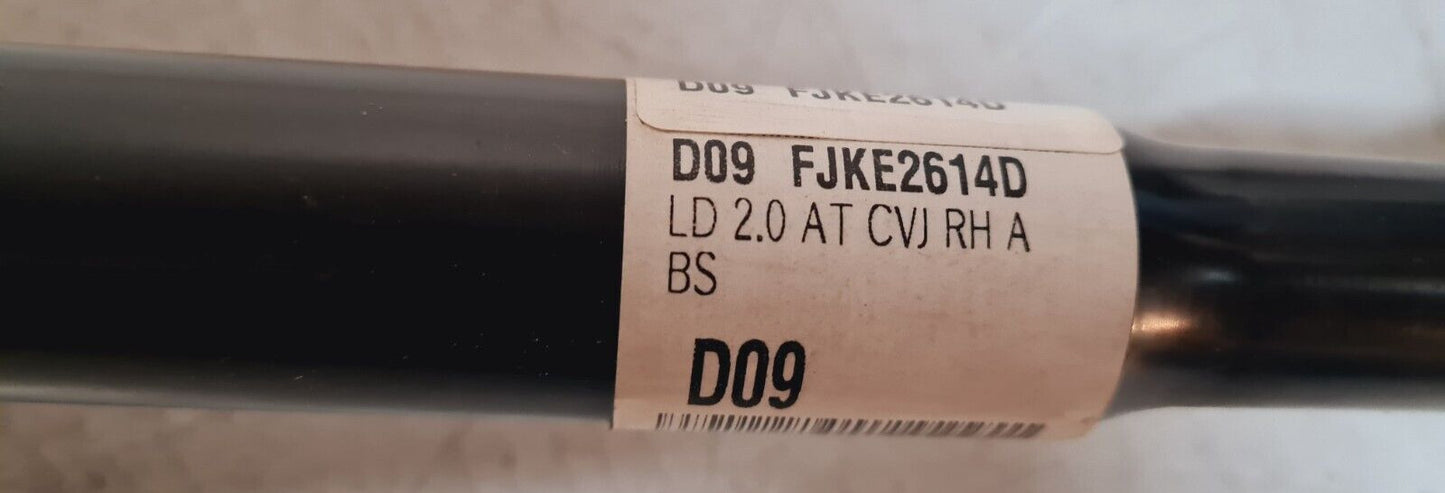 D09 FJKE2614D
D09 FJKE2614D
LD 2.0 AT CVJ RH A
BS
D09